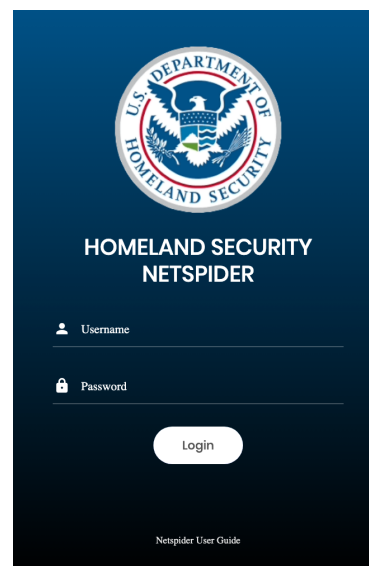 U.S. DEPARTMENT OF
HOMELAND SECURITY
HOMELAND SECURITY
NETSPIDER
Username
Password
Login
Netspider User Guide